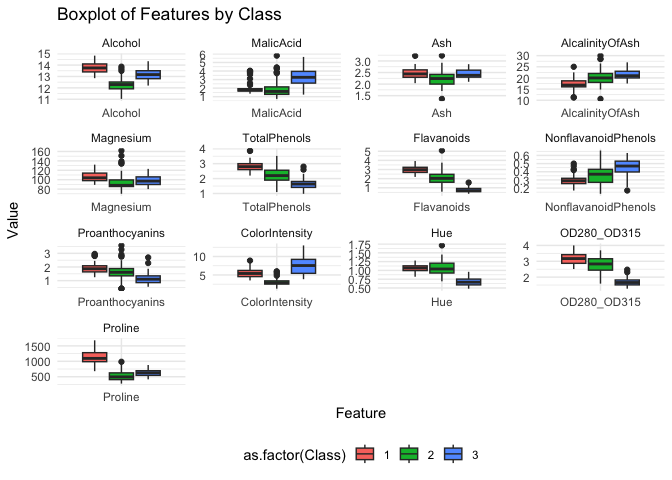 Boxplot of Features by Class
Alcohol MalicAcid Ash AlcalinityOfAsh
15 14 13 12 11
6 5 4 3 2 1
3.0 2.5 2.0 1.5
30 25 20 15 10
Alcohol MalicAcid Ash AlcalinityOfAsh
Magnesium TotalPhenols Flavanoids NonflavanoidPhenols
160 140 120 100 80
4 3 2 1
5 4 3 2 1
0.6 0.5 0.4 0.3 0.2
Magnesium TotalPhenols Flavanoids NonflavanoidPhenols
Value
Proanthocyanins ColorIntensity Hue OD280_OD315
3 2 1
10 5
1.75 1.50 1.25 1.00 0.75 0.50
4 3 2
Proanthocyanins ColorIntensity Hue OD280_OD315
Proline
1500 1000 500
Proline
Feature
as.factor(Class) 1 2 3